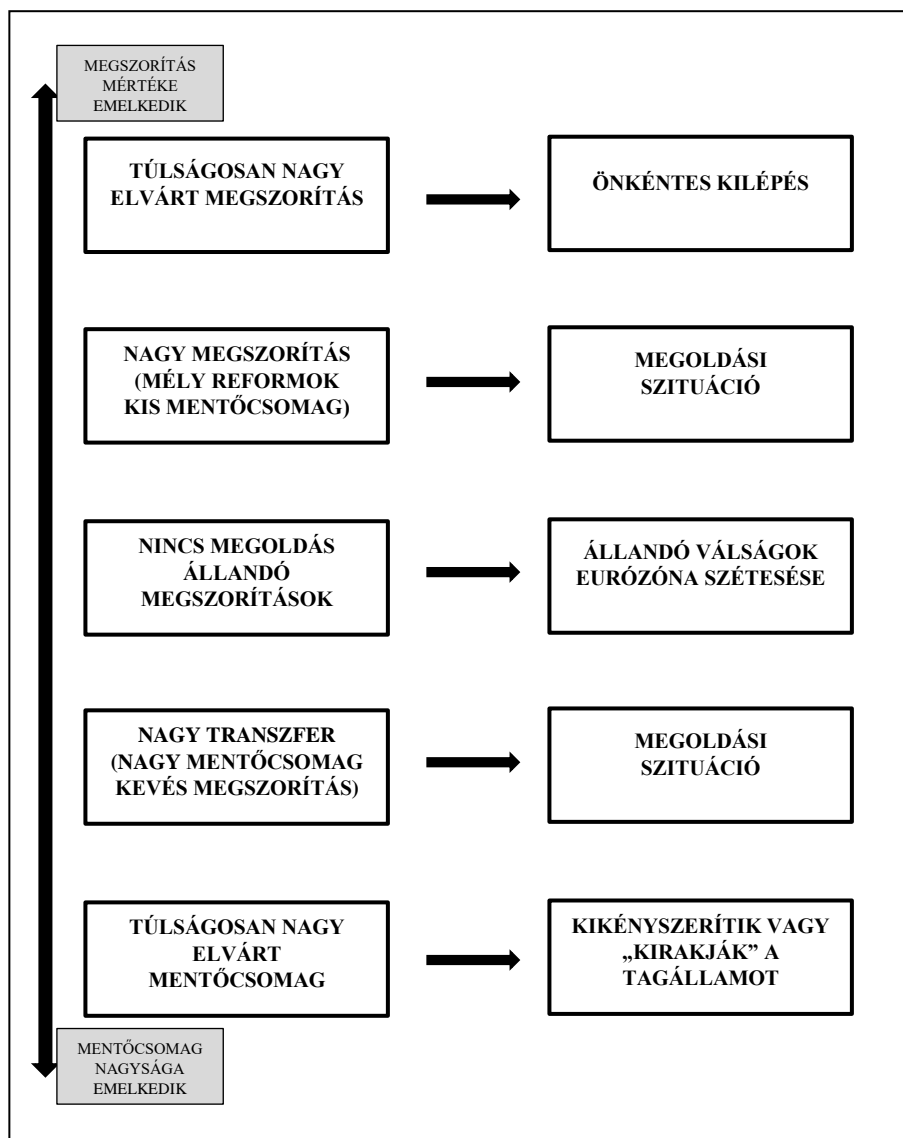 MEGSZORÍTÁS
MÉRTÉKE
EMELKEDIK
TÚLSÁGOSAN NAGY
ELVÁRT MEGSZORÍTÁS
ÖNKÉNTES KILÉPÉS
NAGY MEGSZORÍTÁS
(MÉLY REFORMOK
KIS MENTŐCSOMAG)
MEGOLDÁSI
SZITUÁCIÓ
NINCS MEGOLDÁS
ÁLLANDÓ
MEGSZORÍTÁSOK
ÁLLANDÓ VÁLSÁGOK
EURÓZÓNA SZÉTESÉSE
NAGY TRANSZFER
(NAGY MENTŐCSOMAG
KEVÉS MEGSZORÍTÁS)
MEGOLDÁSI
SZITUÁCIÓ
TÚLSÁGOSAN NAGY
ELVÁRT
MENTŐCSOMAG
KIKÉNYSZERÍTIK VAGY
„KIRAKJÁK” A
TAGÁLLAMOT
MENTŐCSOMAG
NAGYSÁGA
EMELKEDIK